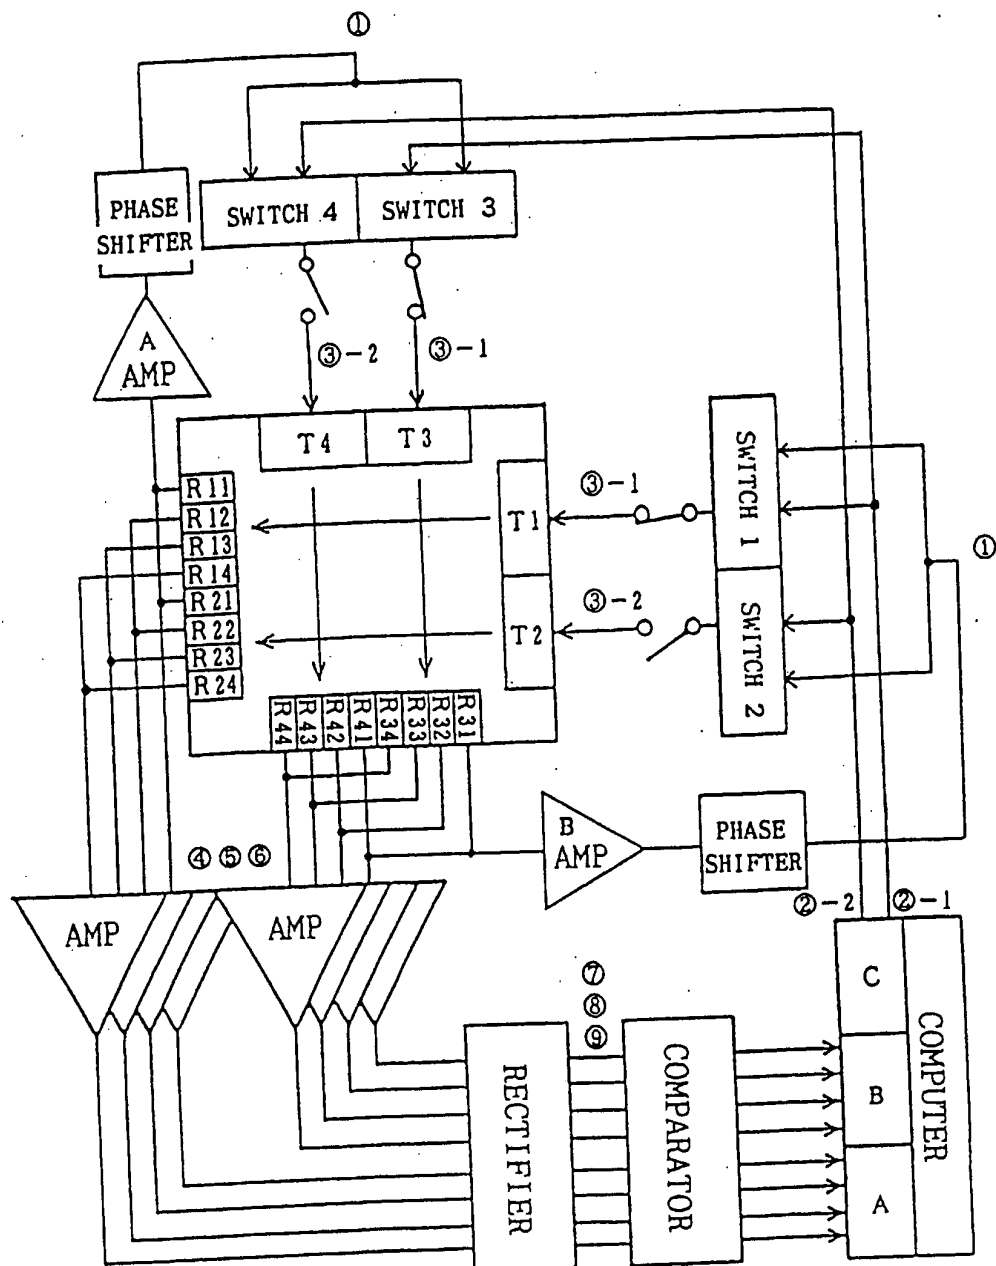 ①
PHASE
SHIFTER
SWITCH 4
SWITCH 3
A
AMP
③-2
③-1
T4
T3
R11
R12
R13
R14
R21
R22
R23
R24
T1
T2
③-1
③-2
SWITCH 1
SWITCH 2
①
R44
R43
R42
R41
R34
R33
R32
R31
B
AMP
PHASE
SHIFTER
④⑤⑥
②-2
②-1
AMP
AMP
⑦
⑧
⑨
RECTIFIER
COMPARATOR
C
B
A
COMPUTER